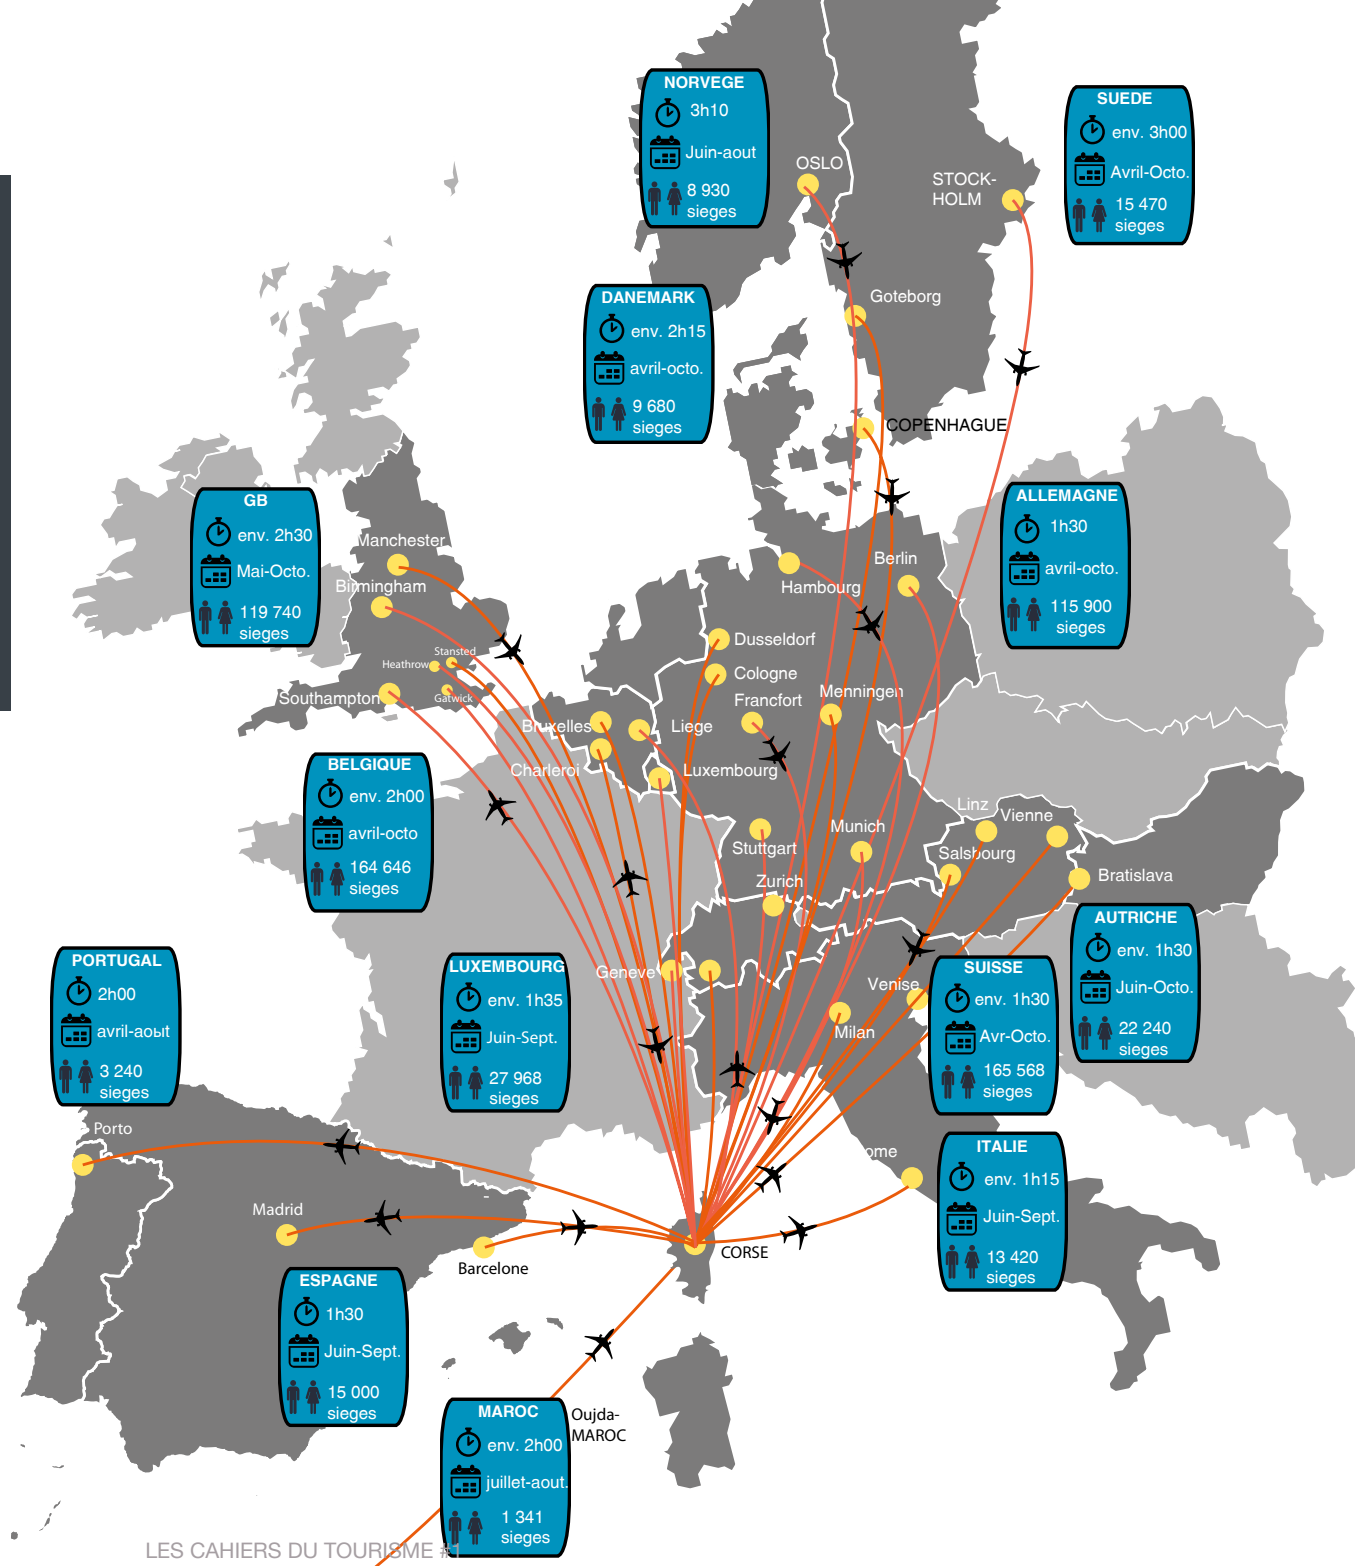 NORVEGE
3h10
Juin-aout
8 930
sieges
SUEDE
env. 3h00
Avril-Octo.
15 470
sieges
OSLO
STOCK-
HOLM
DANEMARK
env. 2h15
avril-octo.
9 680
sieges
Goteborg
COPENHAGUE
GB
env. 2h30
Mai-Octo.
119 740
sieges
ALLEMAGNE
1h30
avril-octo.
115 900
sieges
Manchester
Birmingham
Stansted
Heathrow
Gatwick
Southampton
Berlin
Hambourg
Dusseldorf
Cologne
Francfort
Menningen
Bruxelles
Liege
Charleroi
Luxembourg
BELGIQUE
env. 2h00
avril-octo
164 646
sieges
Stuttgart
Munich
Linz
Vienne
Salsbourg
Zurich
Bratislava
AUTRICHE
env. 1h30
Juin-Octo.
22 240
sieges
PORTUGAL
2h00
avril-aout
3 240
sieges
LUXEMBOURG
env. 1h35
Juin-Sept.
27 968
sieges
Geneve
Venise
Milan
SUISSE
env. 1h30
Avr-Octo.
165 568
sieges
Porto
ome
ITALIE
env. 1h15
Juin-Sept.
13 420
sieges
Madrid
Barcelone
CORSE
ESPAGNE
1h30
Juin-Sept.
15 000
sieges
MAROC
env. 2h00
juillet-aout.
1 341
sieges
Oujda-
MAROC
LES CAHIERS DU TOURISME #1